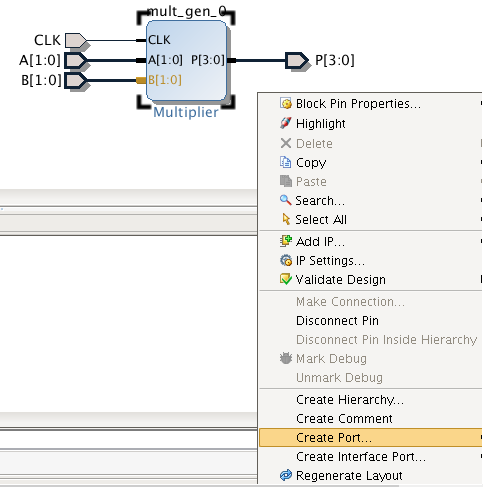 mult_gen_0
CLK
CLK
A[1:0]
A[1:0]
P[3:0]
P[3:0]
B[1:0]
B[1:0]
Multiplier
Block Pin Properties...
Highlight
Delete
Copy
Paste
Search...
Select All
Add IP...
IP Settings...
Validate Design
Make Connection...
Disconnect Pin
Disconnect Pin Inside Hierarchy
Mark Debug
Unmark Debug
Create Hierarchy...
Create Comment
Create Port...
Create Interface Port...
Regenerate Layout